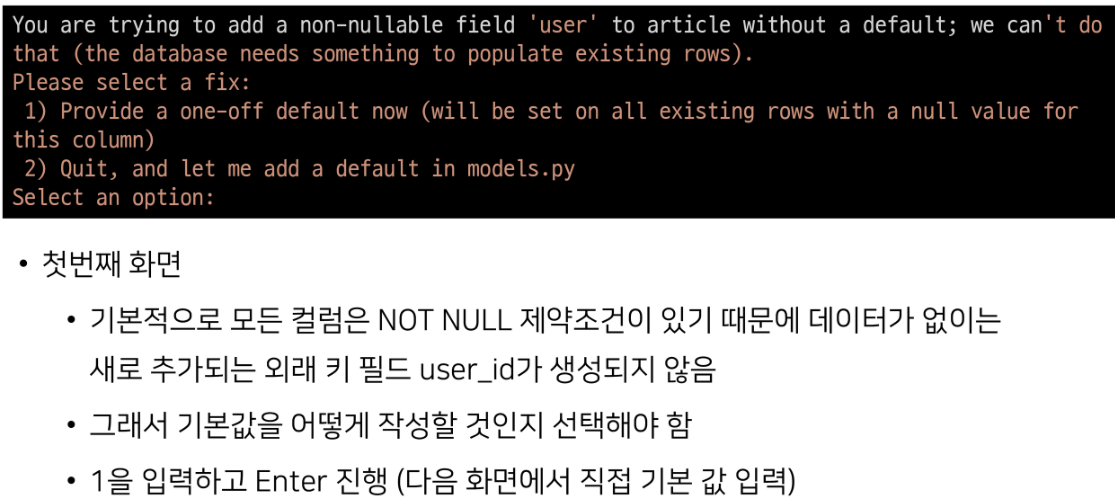 You are trying to add a non-nullable field 'user' to article without a default; we can't do
that (the database needs something to populate existing rows).
Please select a fix:
1) Provide a one-off default now (will be set on all existing rows with a null value for
this column)
2) Quit, and let me add a default in models.py
Select an option:
• 첫번째 화면
• 기본적으로 모든 컬럼은 NOT NULL 제약조건이 있기 때문에 데이터가 없이는
새로 추가되는 외래 키 필드 user_id가 생성되지 않음
• 그래서 기본값을 어떻게 작성할 것인지 선택해야 함
• 1을 입력하고 Enter 진행 (다음 화면에서 직접 기본 값 입력)